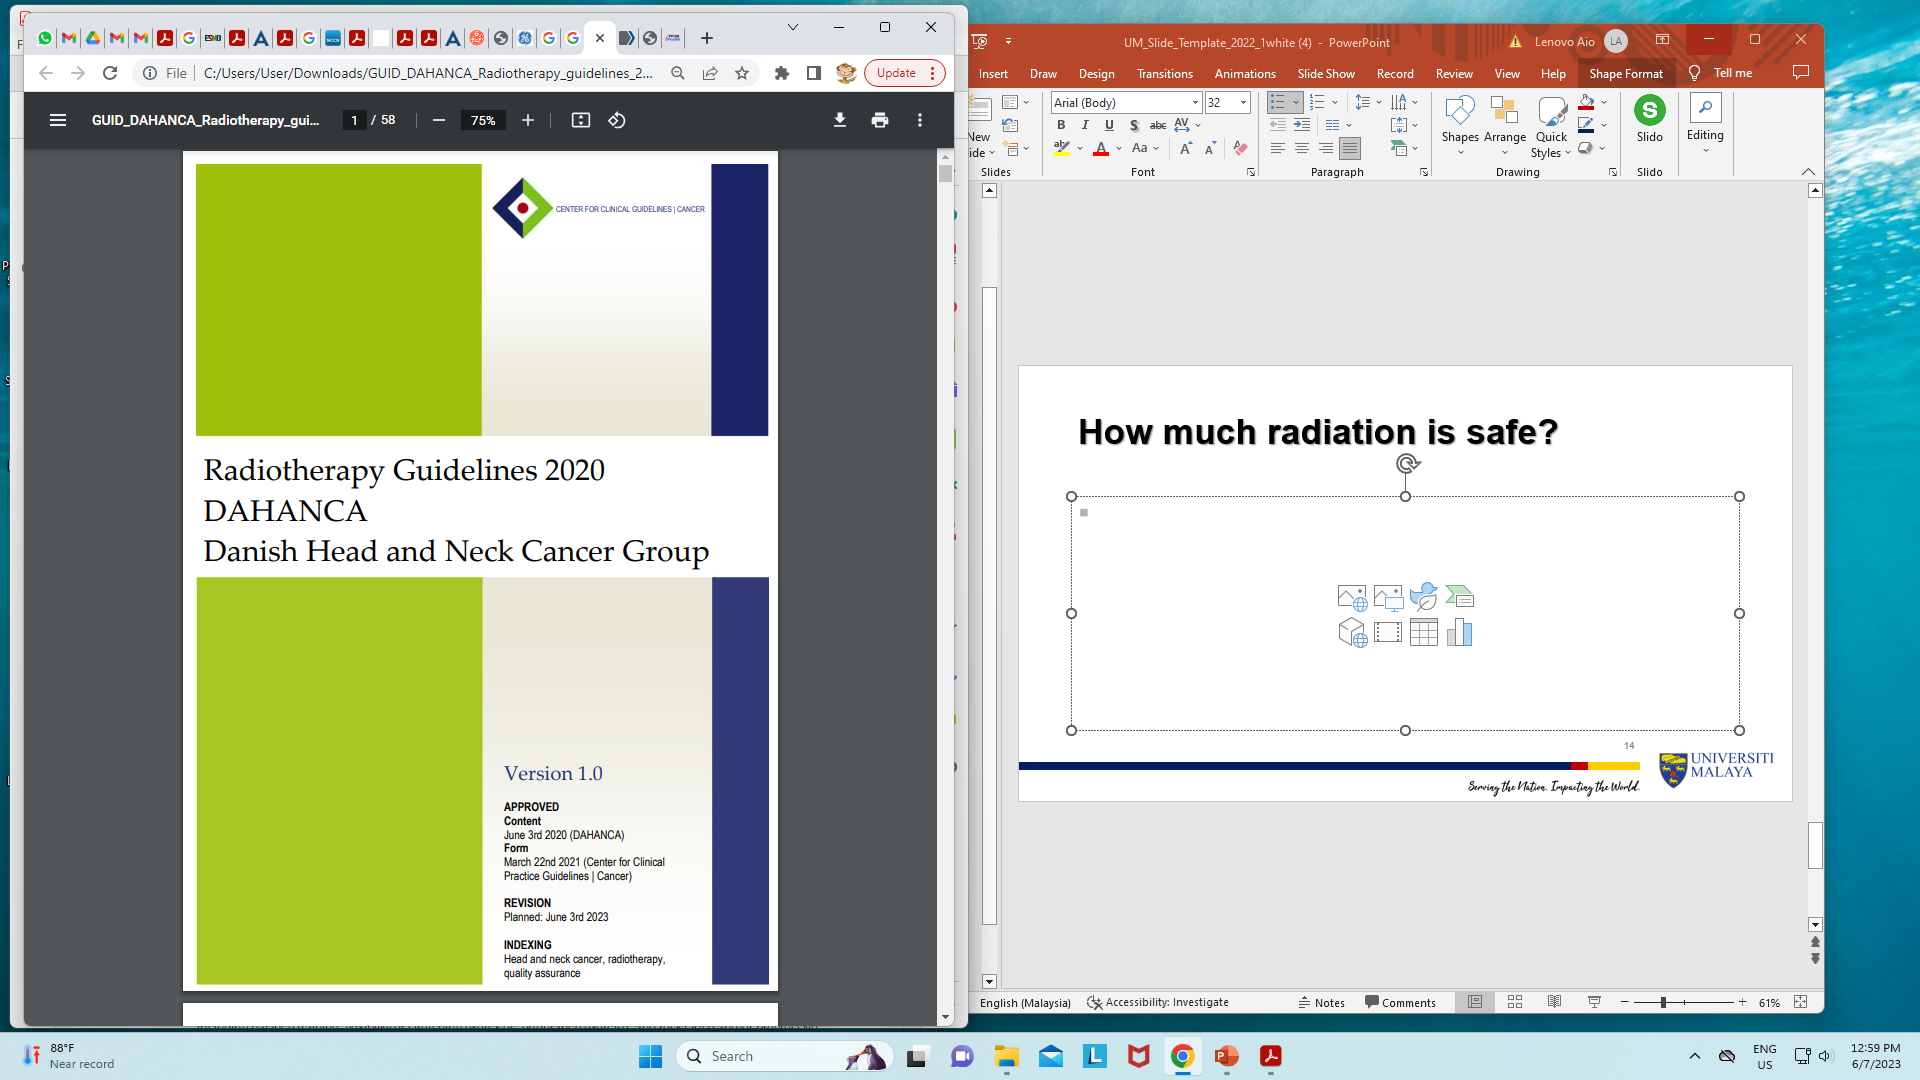 File
C:/Users/User/Downloads/GUID_DAHANCA_Radiotherapy_guidelines_2...
Update
GUID_DAHANCA_Radiotherapy_gui...
1 / 58
75%
CENTER FOR CLINICAL GUIDELINES | CANCER
Radiotherapy Guidelines 2020
DAHANCA
Danish Head and Neck Cancer Group
Version 1.0
APPROVED
Content
June 3rd 2020 (DAHANCA)
Form
March 22nd 2021 (Center for Clinical
Practice Guidelines | Cancer)
REVISION
Planned: June 3rd 2023
INDEXING
Head and neck cancer, radiotherapy,
quality assurance
UM_Slide_Template_2022_1white (4) - PowerPoint
Lenovo Aio
LA
Insert Draw Design Transitions Animations Slide Show Record Review View Help Shape Format Tell me
Arial (Body) 32
New
Slides
B I U S abc AV
Aa A A
Font
Paragraph
Shapes Arrange Quick
Styles
Drawing
Slido
Slido
Editing
How much radiation is safe?
14
UNIVERSITI
MALAYA
Serving the Nation. Impacting the World.
English (Malaysia) Accessibility: Investigate Notes Comments 61%
88°F
Near record
Search
ENG
US
12:59 PM
6/7/2023